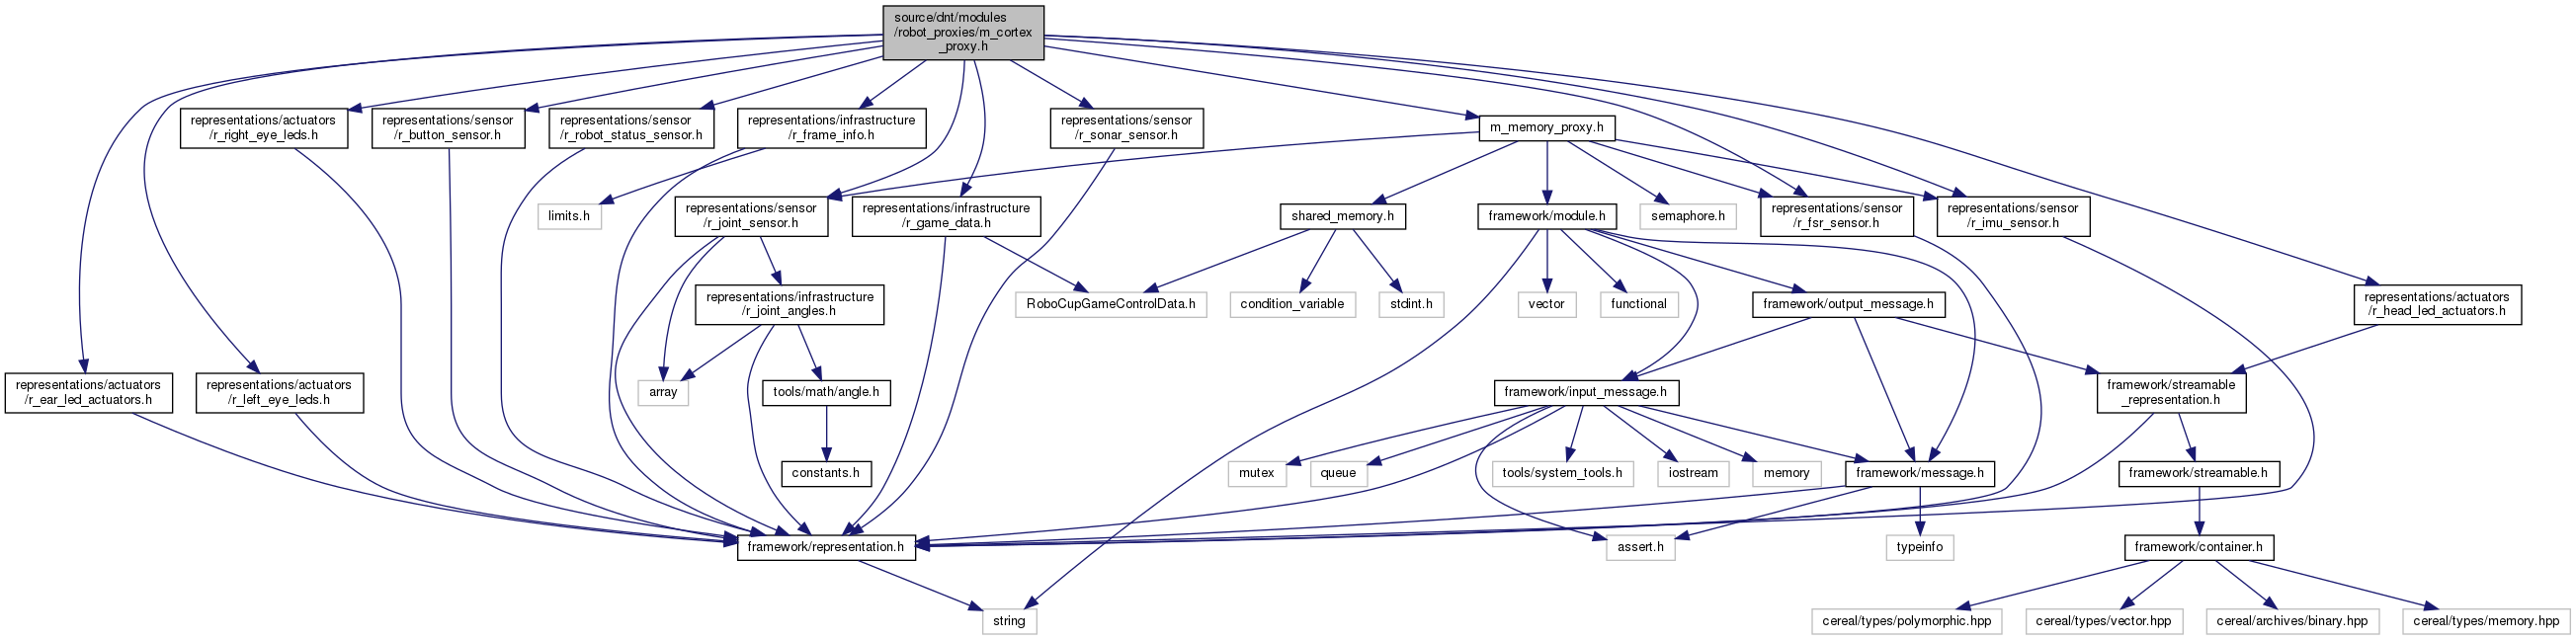 source/dnt/modules
/robot_proxies/m_cortex
_proxy.h
representations/actuators
/r_right_eye_leds.h
representations/sensor
/r_button_sensor.h
representations/sensor
/r_robot_status_sensor.h
representations/infrastructure
/r_frame_info.h
representations/sensor
/r_sonar_sensor.h
m_memory_proxy.h
limits.h
representations/sensor
/r_joint_sensor.h
representations/infrastructure
/r_game_data.h
shared_memory.h
framework/module.h
semaphore.h
representations/sensor
/r_fsr_sensor.h
representations/sensor
/r_imu_sensor.h
representations/infrastructure
/r_joint_angles.h
RoboCupGameControlData.h
condition_variable
stdint.h
vector
functional
framework/output_message.h
representations/actuators
/r_head_led_actuators.h
representations/actuators
/r_ear_led_actuators.h
representations/actuators
/r_left_eye_leds.h
array
tools/math/angle.h
framework/input_message.h
framework/streamable
_representation.h
constants.h
mutex
queue
tools/system_tools.h
iostream
memory
framework/message.h
framework/streamable.h
framework/representation.h
assert.h
typeinfo
framework/container.h
string
cereal/types/polymorphic.hpp
cereal/types/vector.hpp
cereal/archives/binary.hpp
cereal/types/memory.hpp